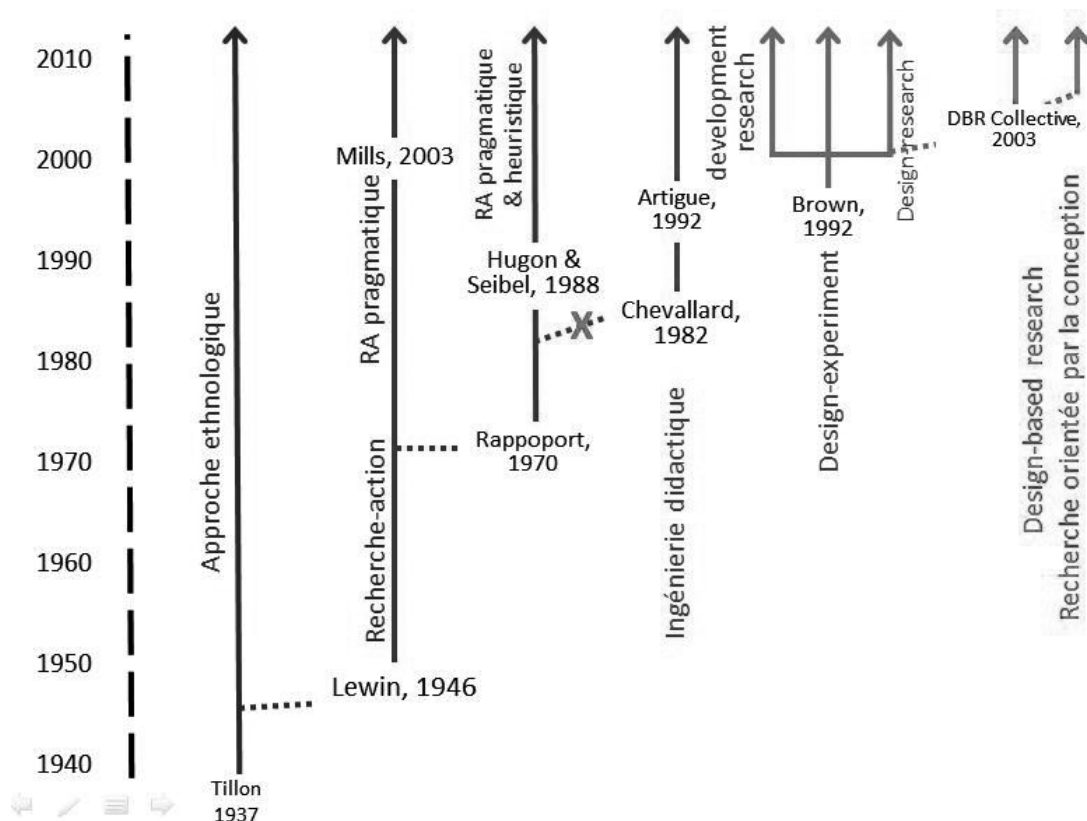 2010
2000
1990
1980
1970
1960
1950
1940
Approche ethnologique
Tillon
1937
Mills, 2003
RA pragmatique
Recherche-action
Lewin, 1946
RA pragmatique
& heuristique
Hugon &
Seibel, 1988
Rappoport,
1970
X
Artigue,
1992
Chevallard,
1982
Ingénierie didactique
development
research
Brown,
1992
Design-experiment
Design-research
DBR Collective,
2003
Design-based research
Recherche orientée par la conception